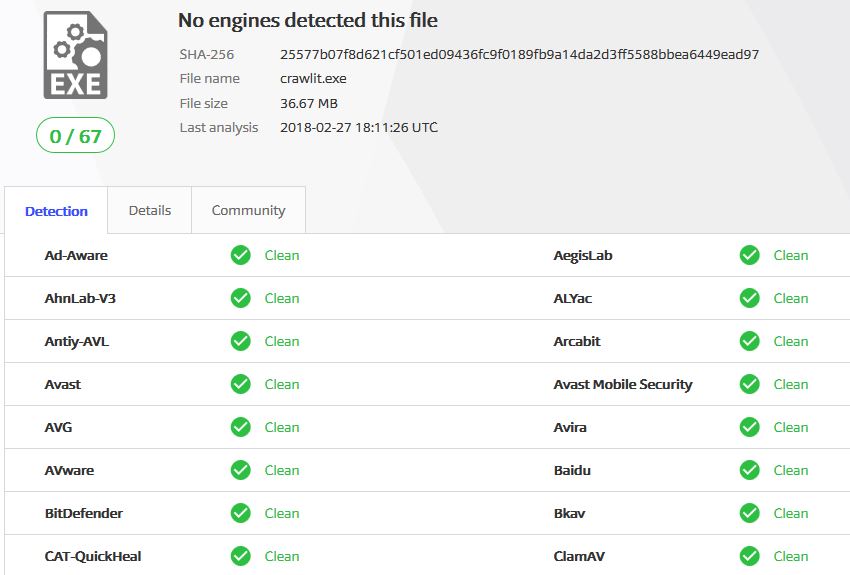 No engines detected this file
SHA-256 25577b07f8d621cf501ed09436fc9f0189fb9a14da2d3ff5588bbea6449ead97
File name crawlit.exe
File size 36.67 MB
Last analysis 2018-02-27 18:11:26 UTC
EXE
0 / 67
Detection Details Community
Ad-Aware Clean AegisLab Clean
AhnLab-V3 Clean ALYac Clean
Antiy-AVL Clean Arcabit Clean
Avast Clean Avast Mobile Security Clean
AVG Clean Avira Clean
AVware Clean Baidu Clean
BitDefender Clean Bkav Clean
CAT-QuickHeal Clean ClamAV Clean